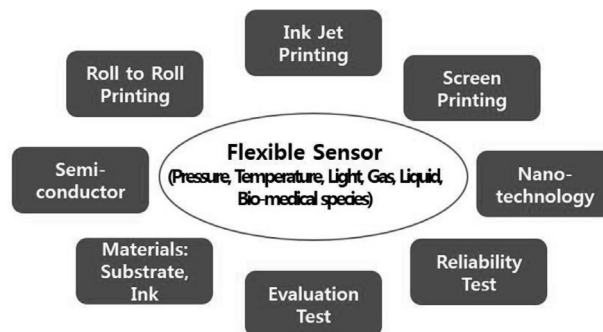 Ink Jet
Printing
Roll to Roll
Printing
Screen
Printing
Flexible Sensor
(Pressure, Temperature, Light, Gas, Liquid,
Bio-medical species)
Semi-
conductor
Nano-
technology
Materials:
Substrate,
Ink
Reliability
Test
Evaluation
Test